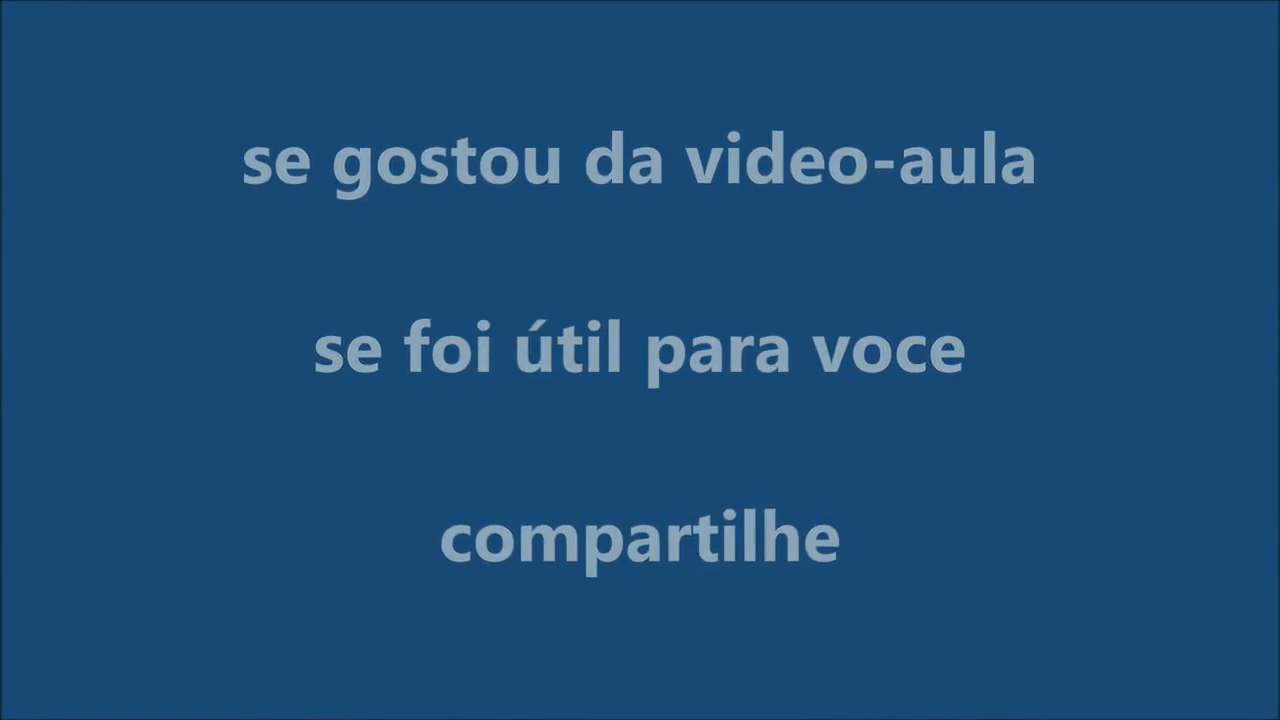 se gostou da video-aula
se foi útil para voce
compartilhe